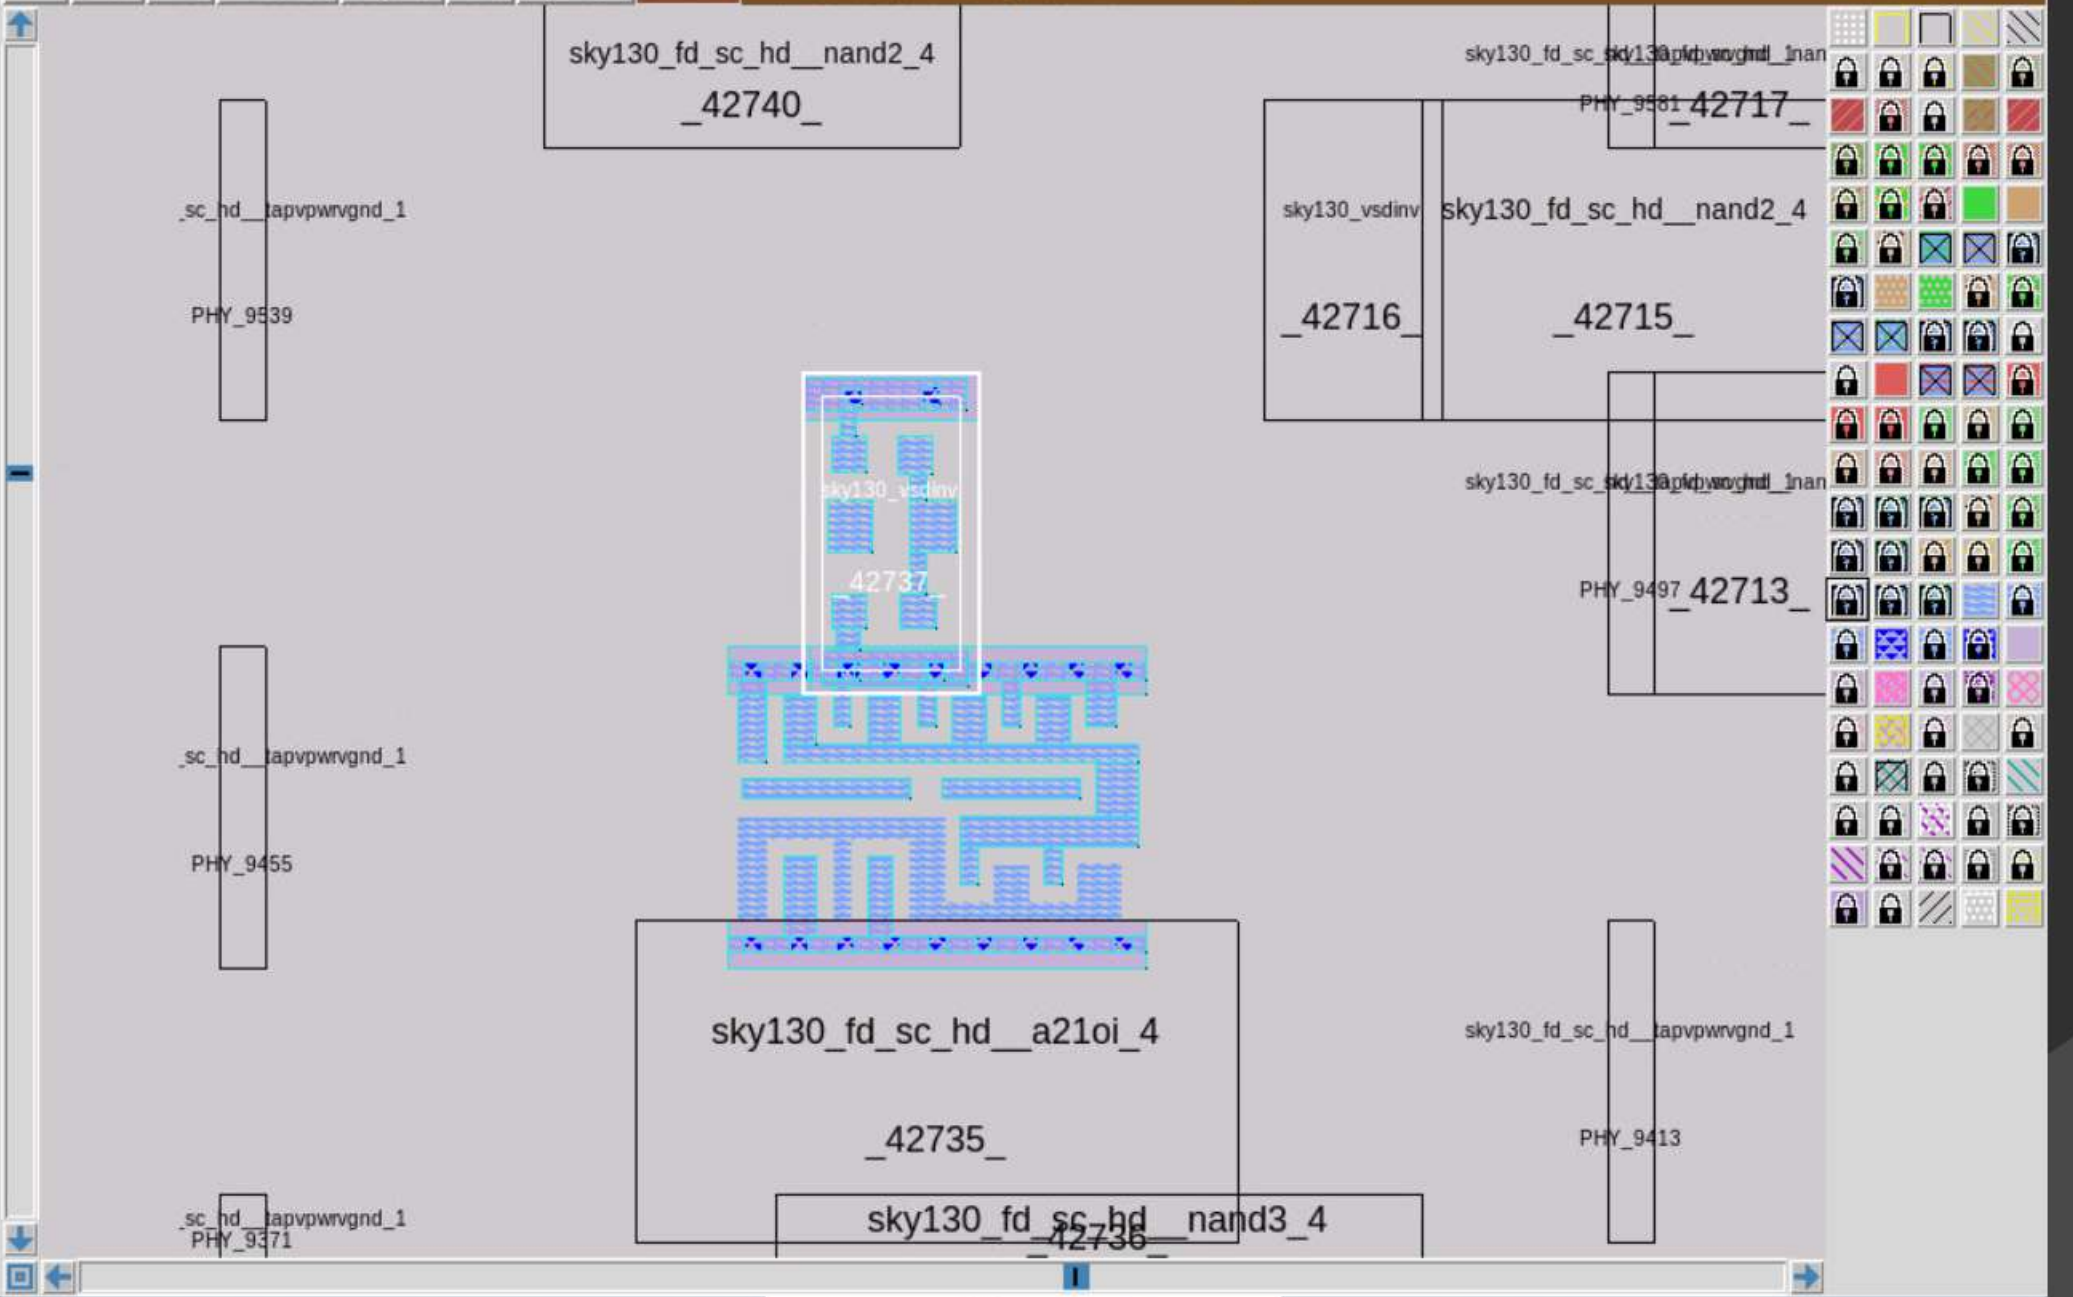 sky130_fd_sc_hd__nand2_4
_42740_
PHY_9581
_42717_
_sc_hd__tapvpwrvgnd_1
PHY_9539
sky130_vsdinv
sky130_fd_sc_hd__nand2_4
_42716_
_42715_
sky130_vsdinv
_42737_
PHY_9497
_42713_
_sc_hd__tapvpwrvgnd_1
PHY_9455
sky130_fd_sc_hd__a21oi_4
sky130_fd_sc_hd__tapvpwrvgnd_1
_42735_
PHY_9413
_sc_hd__tapvpwrvgnd_1
PHY_9371
sky130_fd_sc_hd__nand3_4
_42736_